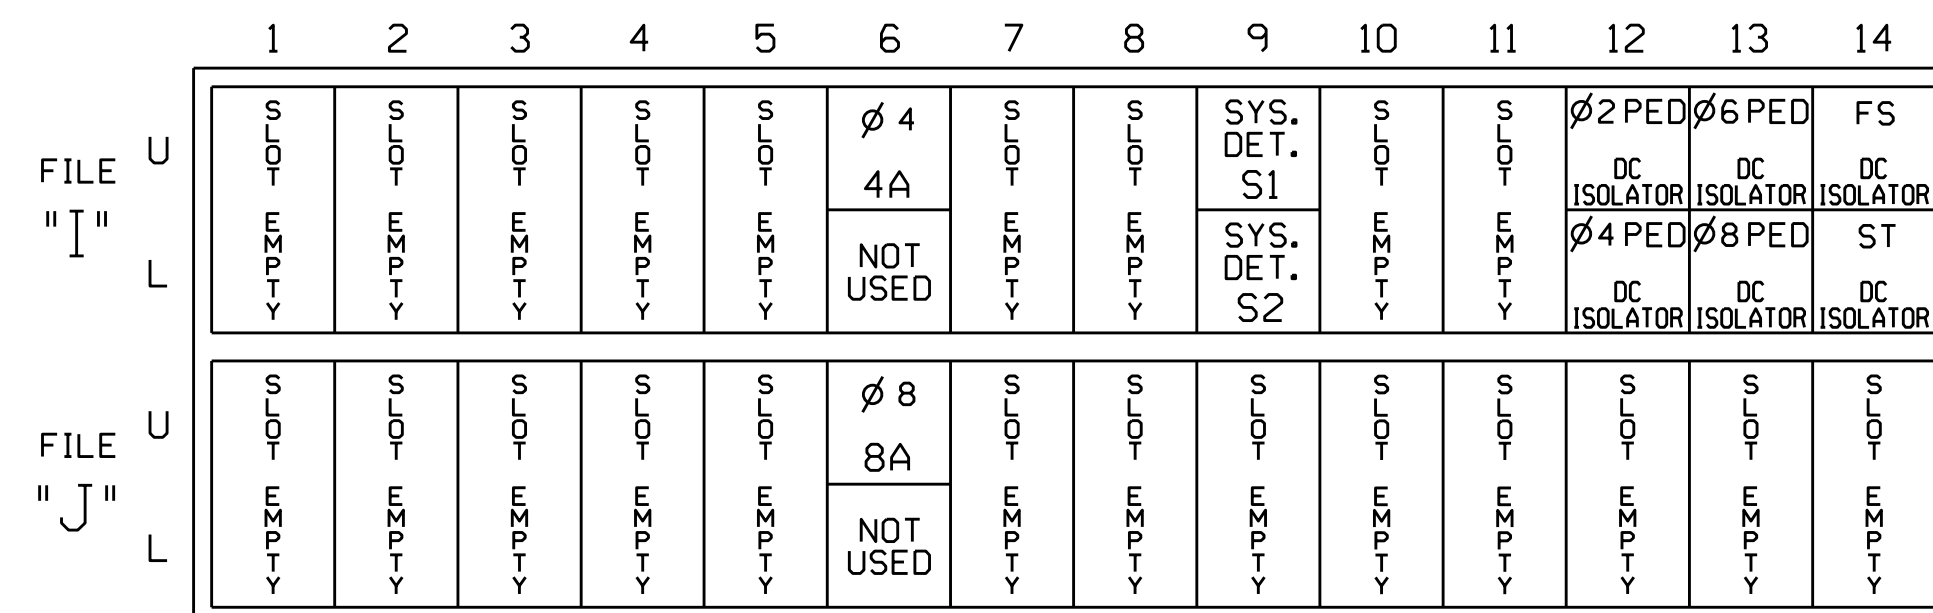 1 2 3 4 5 6 7 8 9 10 11 12 13 14
FILE "I"
U
L
SLOT EMPTY
SLOT EMPTY
SLOT EMPTY
SLOT EMPTY
SLOT EMPTY
Ø 4
4A
NOT
USED
SLOT EMPTY
SLOT EMPTY
SYS.
DET.
S1
SYS.
DET.
S2
SLOT EMPTY
SLOT EMPTY
Ø2 PED
DC
ISOLATOR
Ø4 PED
DC
ISOLATOR
Ø6 PED
DC
ISOLATOR
Ø8 PED
DC
ISOLATOR
FS
DC
ISOLATOR
ST
DC
ISOLATOR
FILE "J"
U
L
SLOT EMPTY
SLOT EMPTY
SLOT EMPTY
SLOT EMPTY
SLOT EMPTY
Ø 8
8A
NOT
USED
SLOT EMPTY
SLOT EMPTY
SLOT EMPTY
SLOT EMPTY
SLOT EMPTY
SLOT EMPTY
SLOT EMPTY
SLOT EMPTY